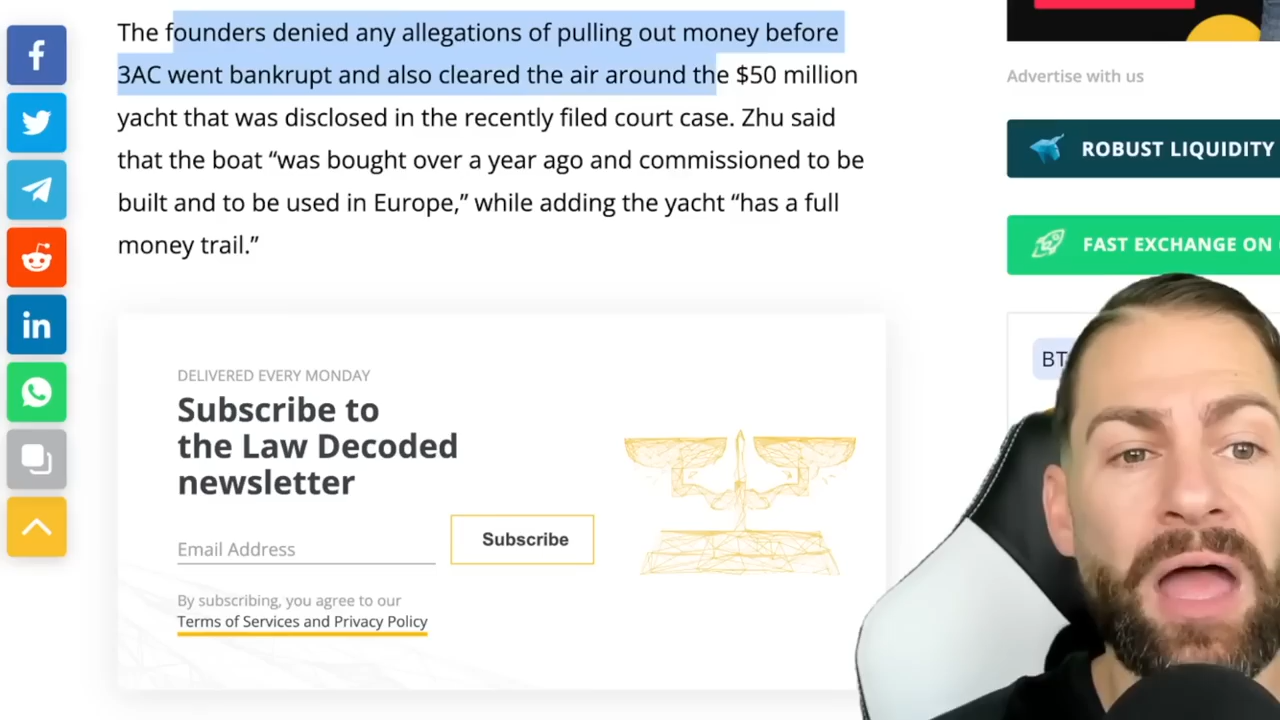 The founders denied any allegations of pulling out money before
3AC went bankrupt and also cleared the air around the $50 million
yacht that was disclosed in the recently filed court case. Zhu said
that the boat “was bought over a year ago and commissioned to be
built and to be used in Europe,” while adding the yacht “has a full
money trail.”
Advertise with us
ROBUST LIQUIDITY
FAST EXCHANGE ON
BT
DELIVERED EVERY MONDAY
Subscribe to
the Law Decoded
newsletter
Email Address
Subscribe
By subscribing, you agree to our
Terms of Services and Privacy Policy
in